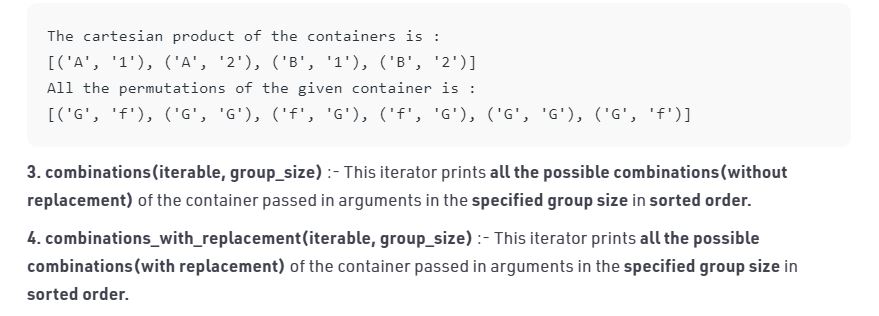 The cartesian product of the containers is :
[('A', '1'), ('A', '2'), ('B', '1'), ('B', '2')]
All the permutations of the given container is :
[('G', 'f'), ('G', 'G'), ('f', 'G'), ('f', 'G'), ('G', 'G'), ('G', 'f')]
3. combinations(iterable, group_size) :- This iterator prints all the possible combinations(without
replacement) of the container passed in arguments in the specified group size in sorted order.
4. combinations_with_replacement(iterable, group_size) :- This iterator prints all the possible
combinations(with replacement) of the container passed in arguments in the specified group size in
sorted order.